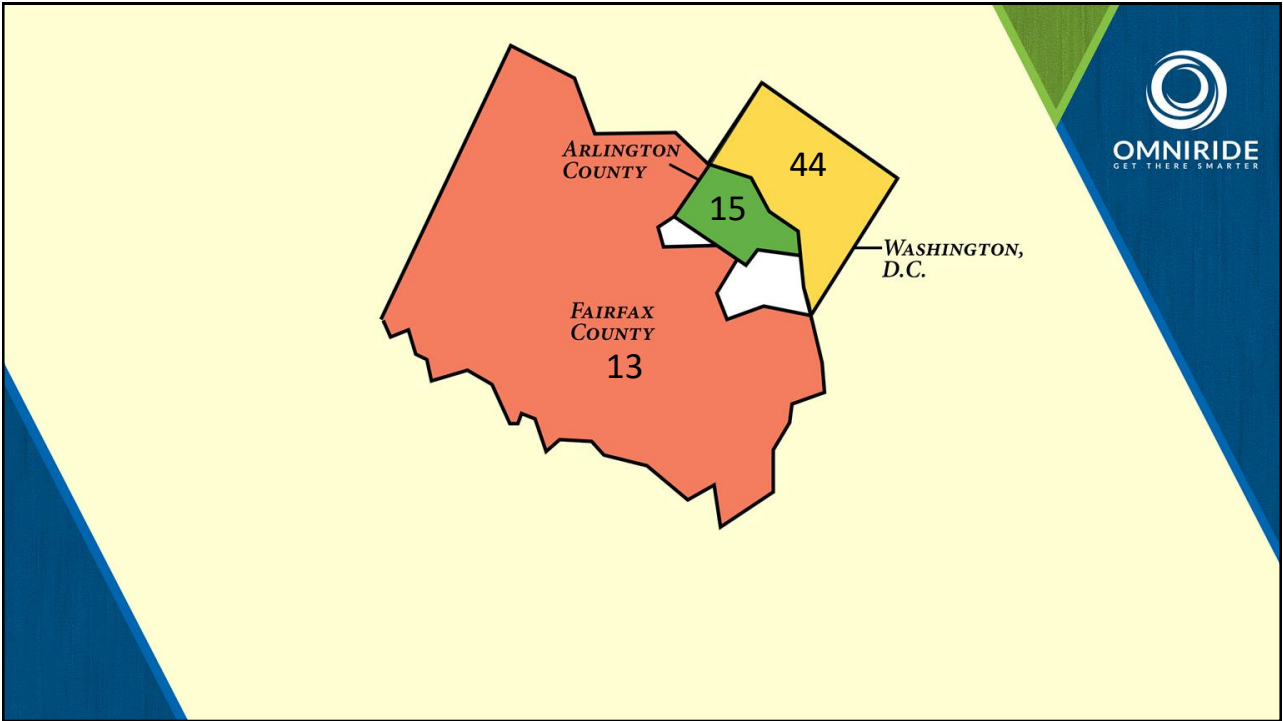 OMNIRIDE
GET THERE SMARTER
ARLINGTON
COUNTY
44
15
WASHINGTON,
D.C.
FAIRFAX
COUNTY
13